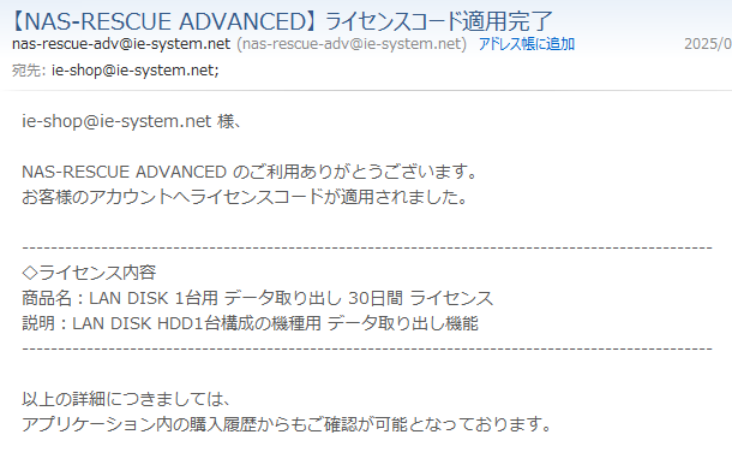 【NAS-RESCUE ADVANCED】 ライセンスコード適用完了
nas-rescue-adv@ie-system.net (nas-rescue-adv@ie-system.net) アドレス帳に追加 2025/0
宛先: ie-shop@ie-system.net;
ie-shop@ie-system.net 様、
NAS-RESCUE ADVANCED のご利用ありがとうございます。
お客様のアカウントへライセンスコードが適用されました。
--------------------------------------------------------------------------------------------
◇ライセンス内容
商品名：LAN DISK 1台用 データ取り出し 30日間 ライセンス
説明：LAN DISK HDD1台構成の機種用 データ取り出し機能
--------------------------------------------------------------------------------------------
以上の詳細につきましては、
アプリケーション内の購入履歴からもご確認が可能となっております。